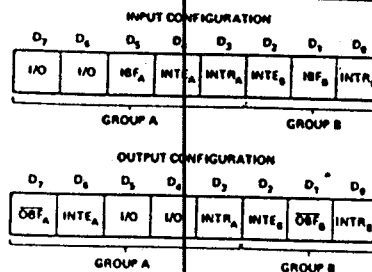 INPUT CONFIGURATION
D7 D6 D5 D4 D3 D2 D1 D0
I/O I/O IBFA INTEA INTRA INTEB IBFB INTRB
GROUP A GROUP B
OUTPUT CONFIGURATION
D7 D6 D5 D4 D3 D2 D1 D0
OBFA INTEA I/O I/O INTRA INTEB OBFB INTRB
GROUP A GROUP B